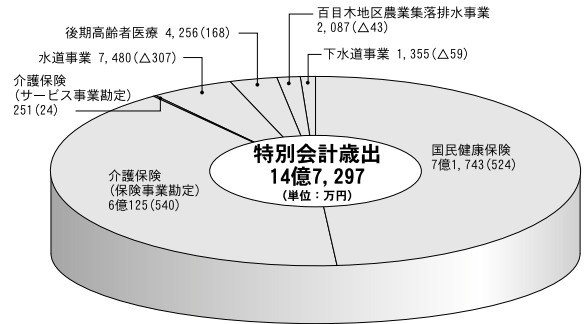 百目木地区農業集落排水事業
2,087(△43)
後期高齢者医療 4,256(168)
水道事業 7,480(△307)
下水道事業 1,355(△59)
介護保険
(サービス事業勘定)
251(24)
特別会計歳出
14億7,297
(単位:万円)
国民健康保険
7億1,743(524)
介護保険
(保険事業勘定)
6億125(540)